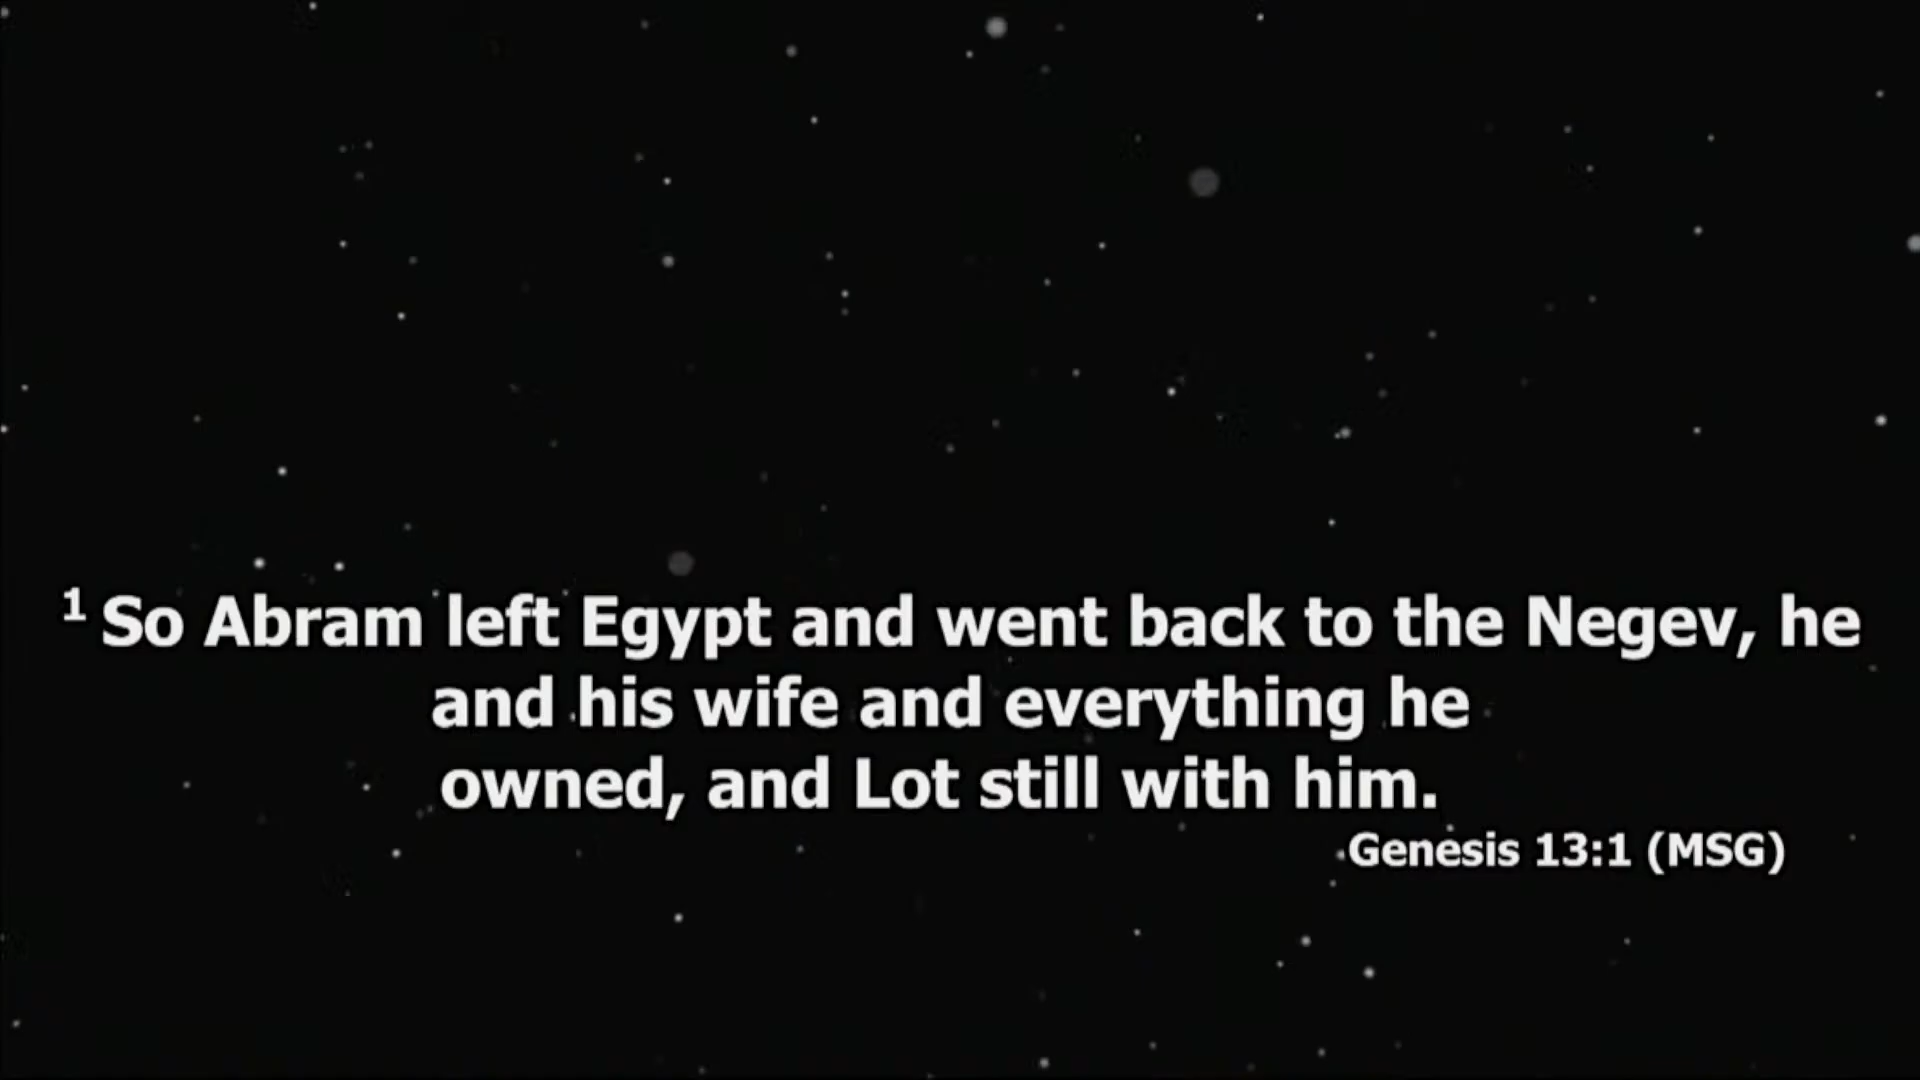 1 So Abram left Egypt and went back to the Negev, he
and his wife and everything he
owned, and Lot still with him.
Genesis 13:1 (MSG)